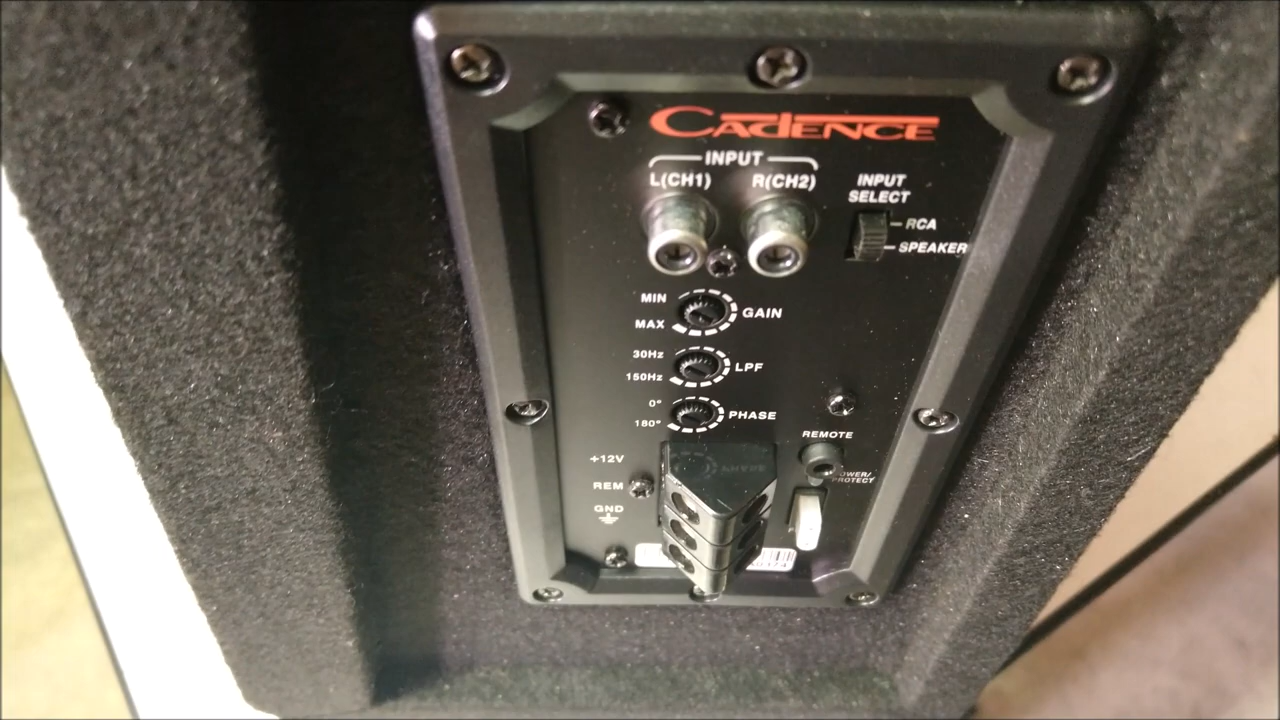 CADENCE
INPUT
L(CH1) R(CH2)
INPUT
SELECT
RCA
SPEAKER
MIN
MAX
GAIN
30Hz
150Hz
LPF
0°
180°
PHASE
REMOTE
POWER/
PROTECT
+12V
REM
GND